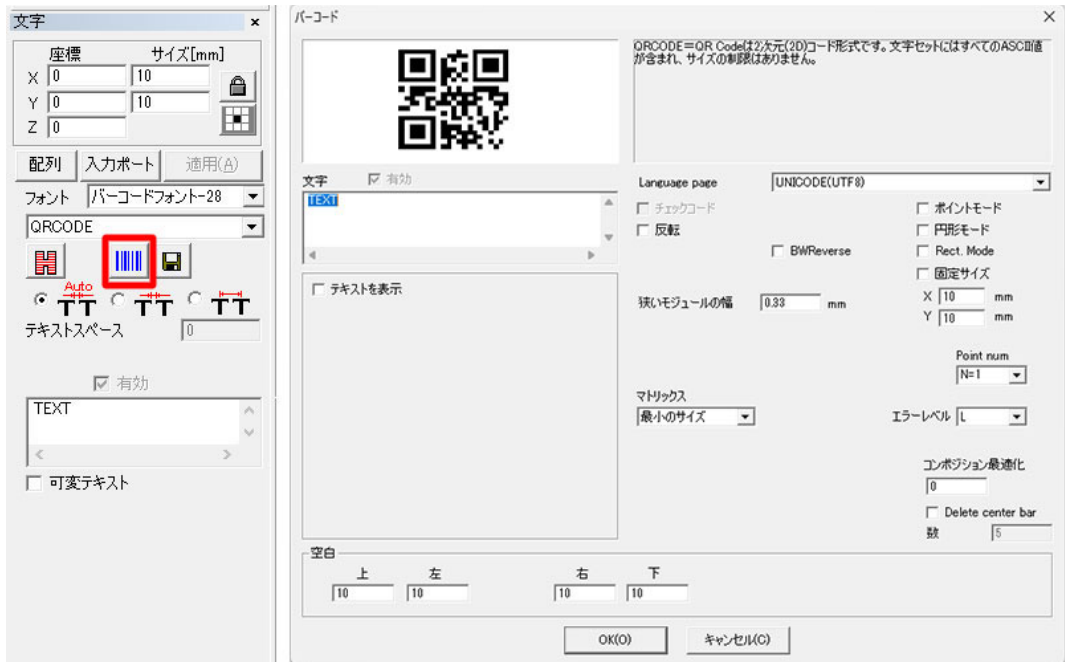 文字
座標 サイズ[mm]
X 0 10
Y 0 10
Z 0
配列 入力ポート 適用(A)
フォント バーコードフォント-28
QRCODE
Auto
TT TT TT
テキストスペース 0
有効
TEXT
可変テキスト
バーコード
QRCODE=QR Codeは2次元(2D)コード形式です。文字セットにはすべてのASCII値
が含まれ、サイズの制限はありません。
文字 有効
TEXT
テキストを表示
Language page UNICODE(UTF8)
チェックコード ポイントモード
反転 円形モード
BWReverse Rect. Mode
固定サイズ
狭いモジュールの幅 0.33 mm
X 10 mm
Y 10 mm
Point num
N=1
マトリックス
最小のサイズ エラーレベル L
コンポジション最適化
0
Delete center bar
数 5
空白
上 左 右 下
10 10 10 10
OK(O) キャンセル(C)